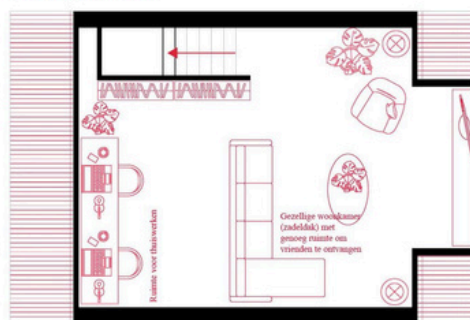 Ruimte voor thuiswerken
Gezellige woonkamer
(zadeldak) met
genoeg ruimte om
vrienden te ontvangen